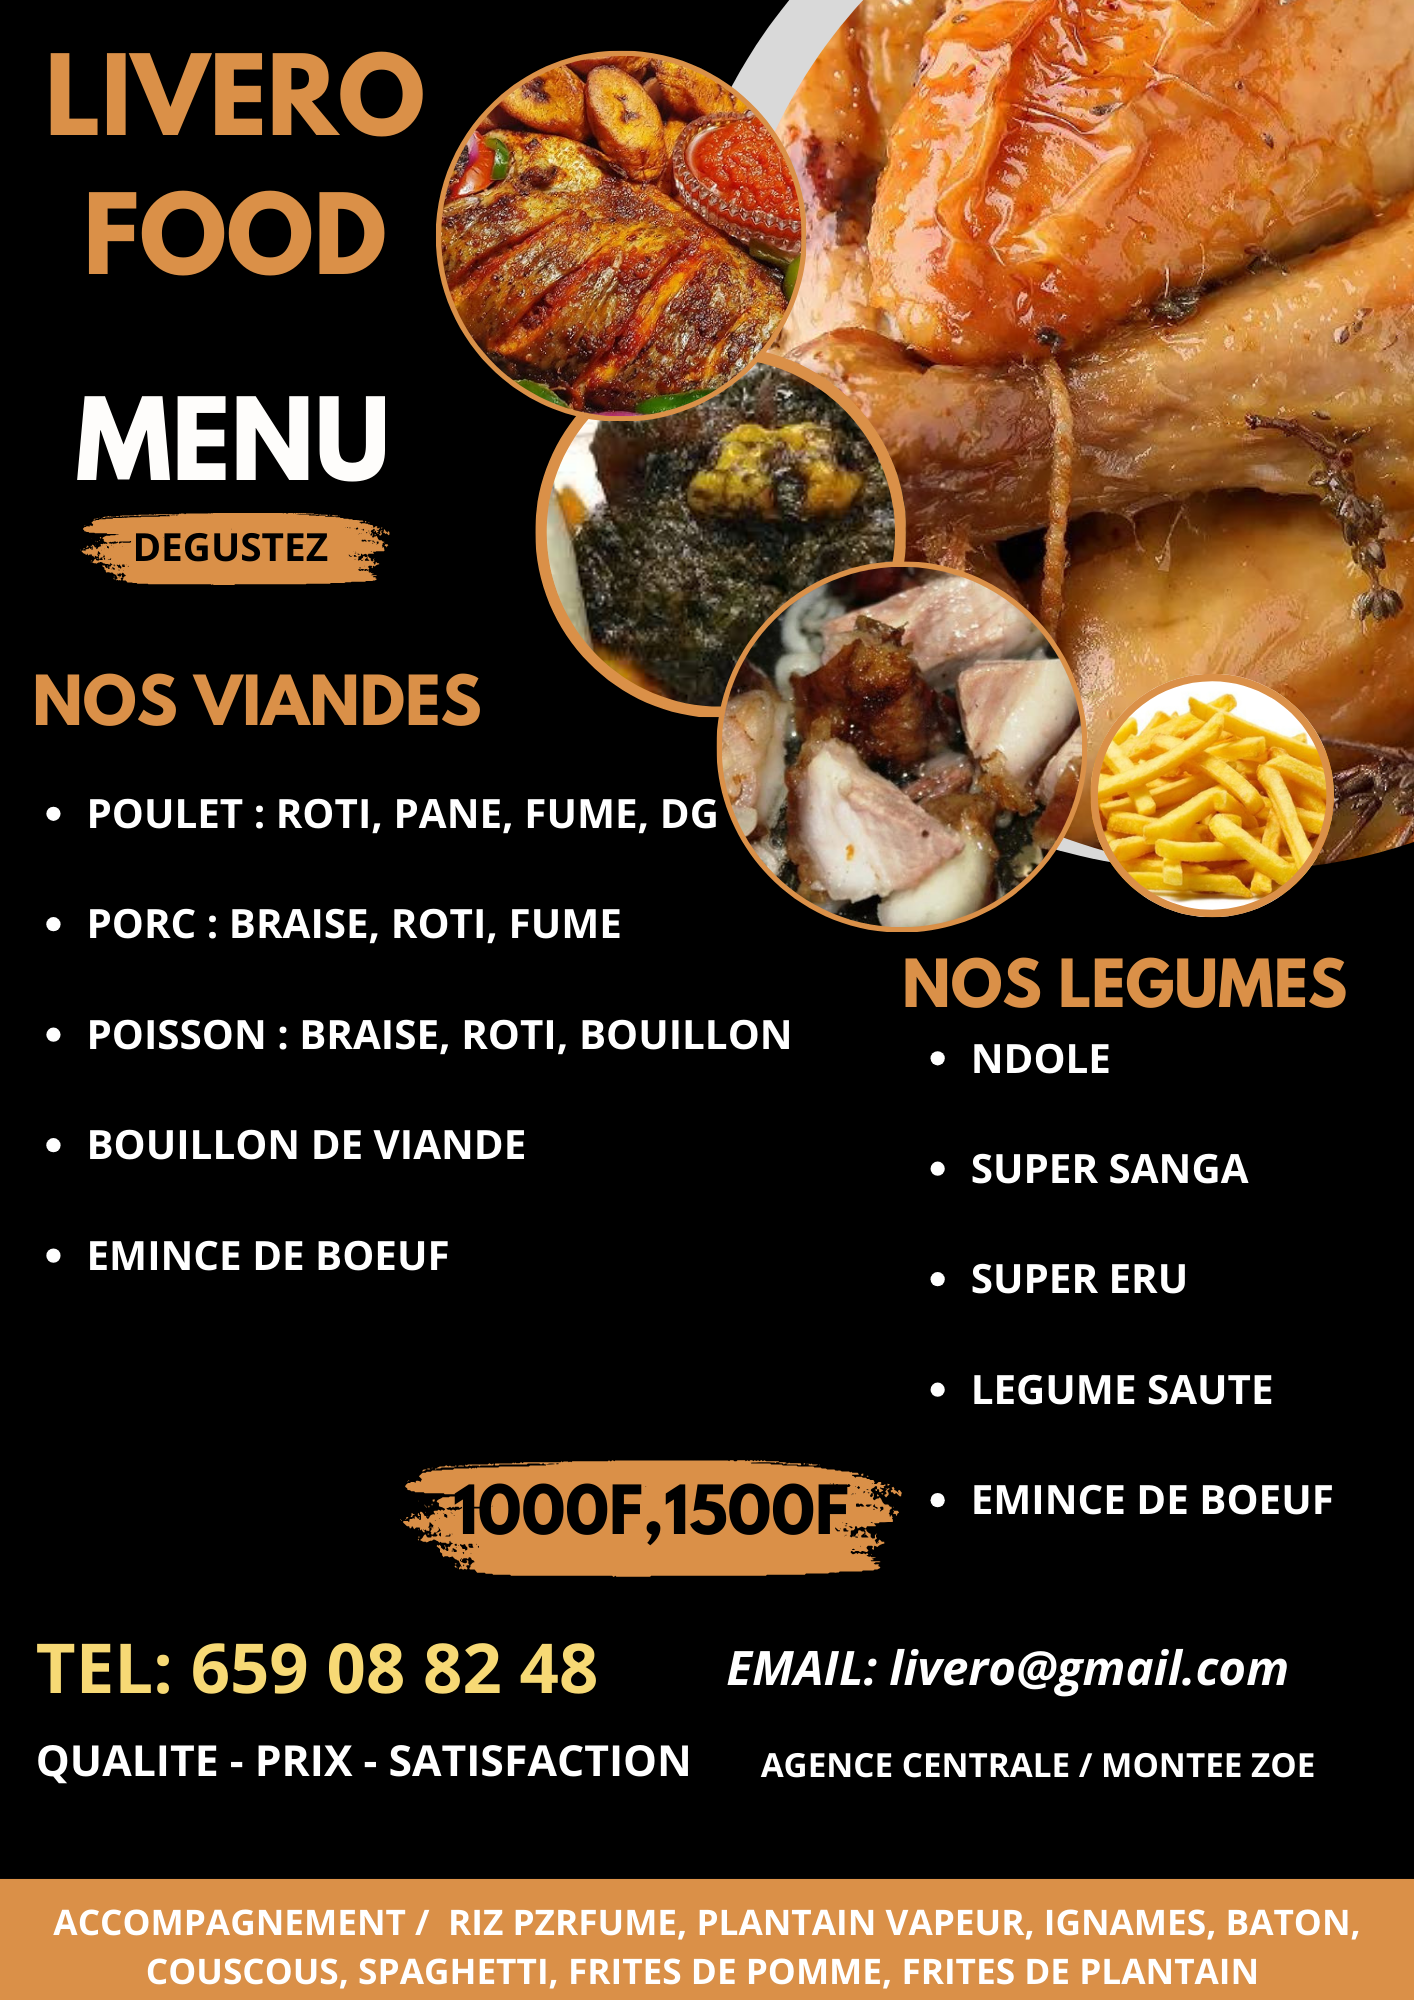 LIVERO
FOOD
MENU
DEGUSTEZ
NOS VIANDES
• POULET : ROTI, PANE, FUME, DG
• PORC : BRAISE, ROTI, FUME
• POISSON : BRAISE, ROTI, BOUILLON
• BOUILLON DE VIANDE
• EMINCE DE BOEUF
NOS LEGUMES
• NDOLE
• SUPER SANGA
• SUPER ERU
• LEGUME SAUTE
• EMINCE DE BOEUF
1000F,1500F
TEL: 659 08 82 48
EMAIL: livero@gmail.com
QUALITE - PRIX - SATISFACTION
AGENCE CENTRALE / MONTEE ZOE
ACCOMPAGNEMENT / RIZ PZRFUME, PLANTAIN VAPEUR, IGNAMES, BATON,
COUSCOUS, SPAGHETTI, FRITES DE POMME, FRITES DE PLANTAIN